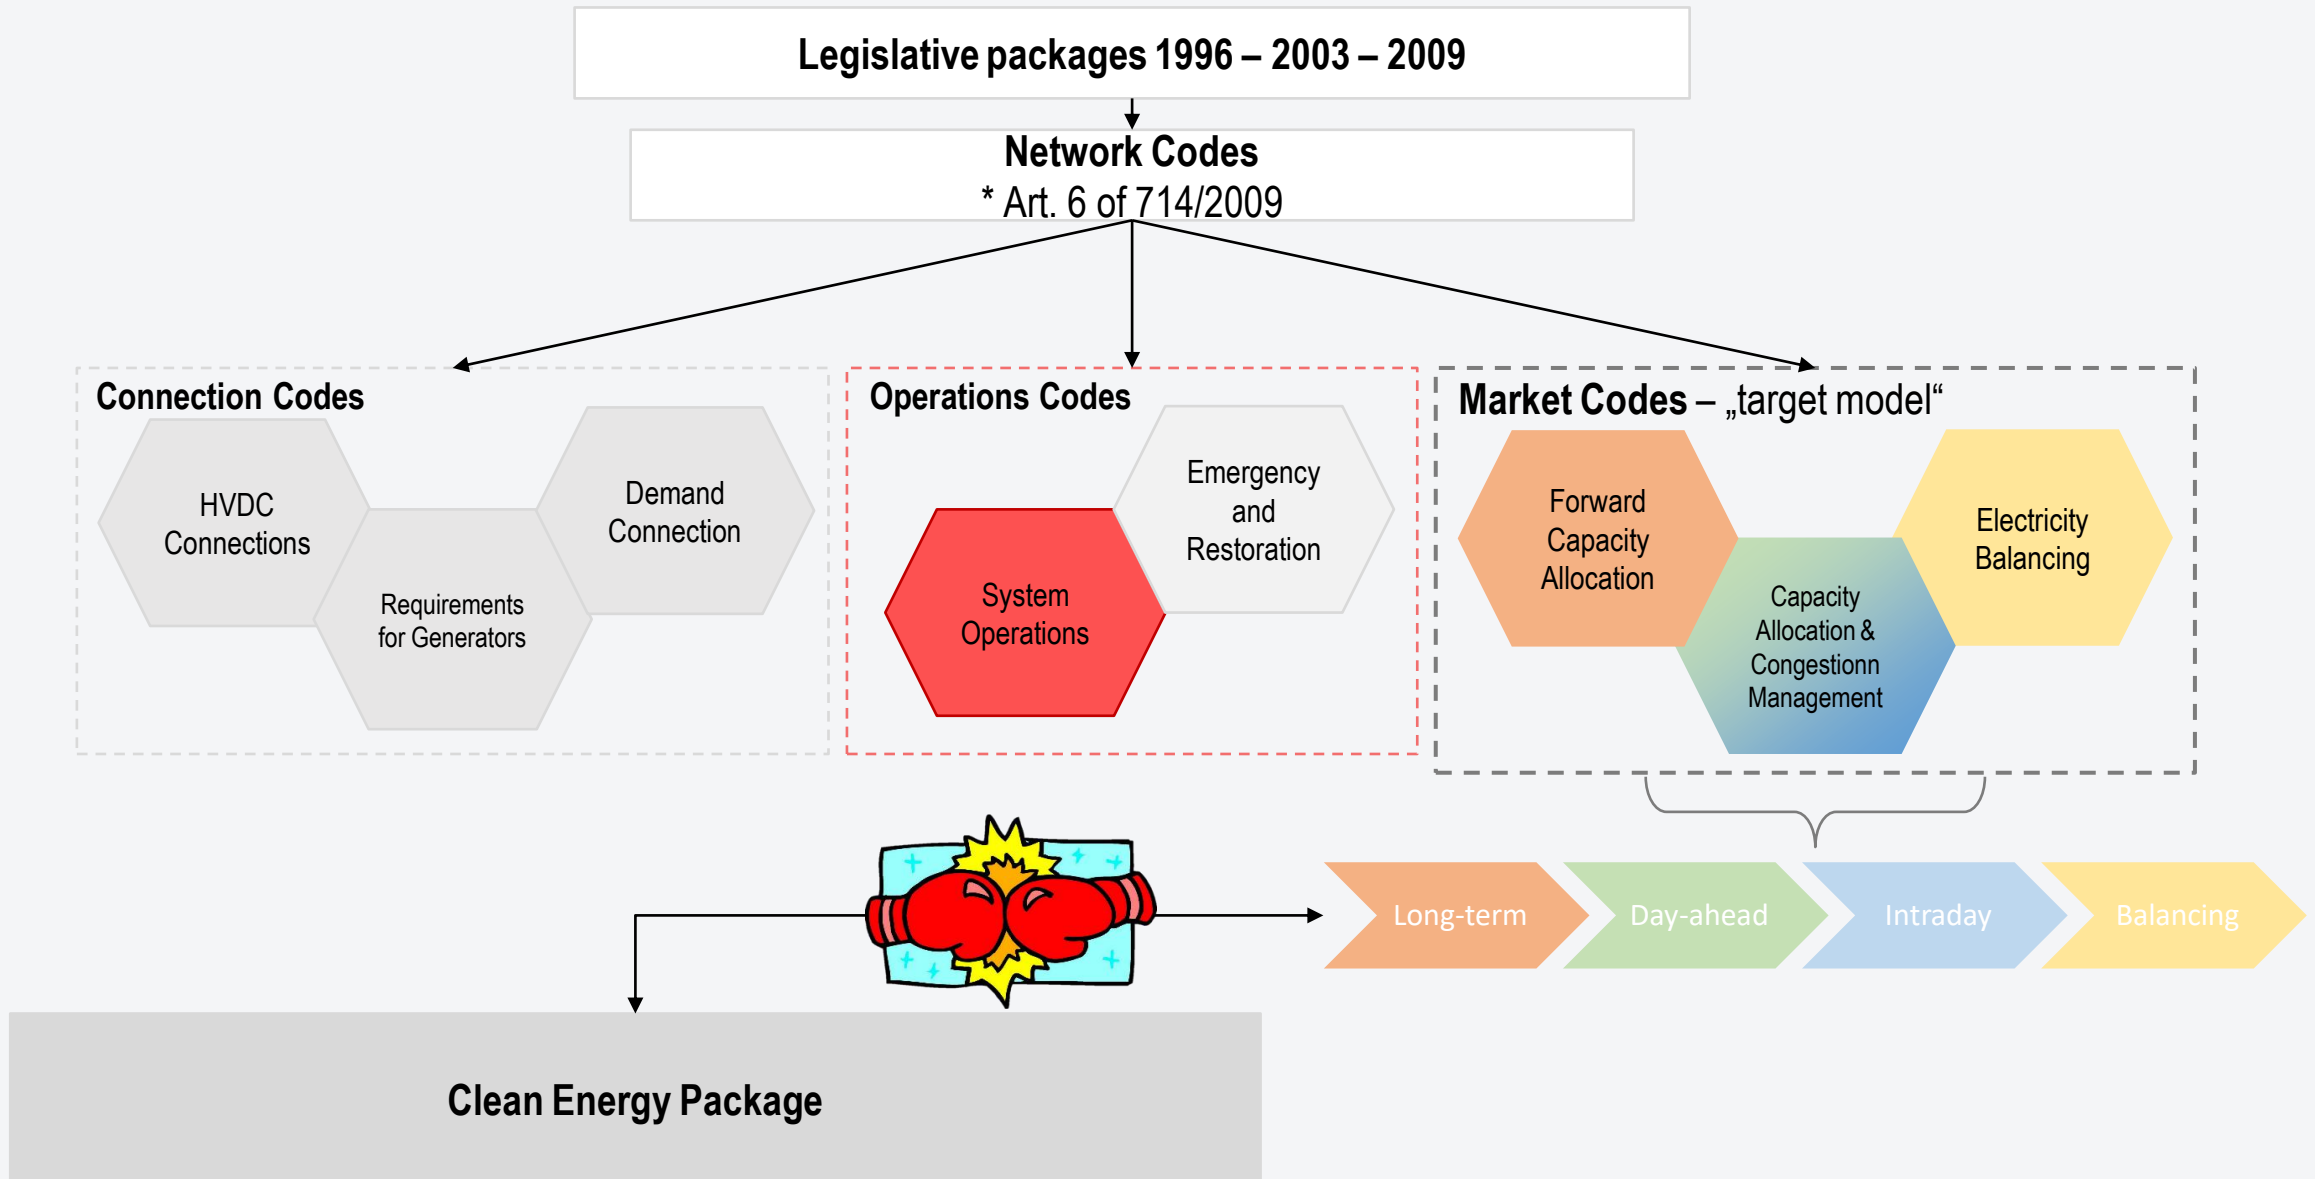 Legislative packages 1996 – 2003 – 2009
Network Codes
* Art. 6 of 714/2009
Connection Codes
HVDC
Connections
Requirements
for Generators
Demand
Connection
Operations Codes
System
Operations
Emergency
and
Restoration
Market Codes – „target model“
Forward
Capacity
Allocation
Capacity
Allocation &
Congestionn
Management
Electricity
Balancing
Long-term
Day-ahead
Intraday
Balancing
Clean Energy Package